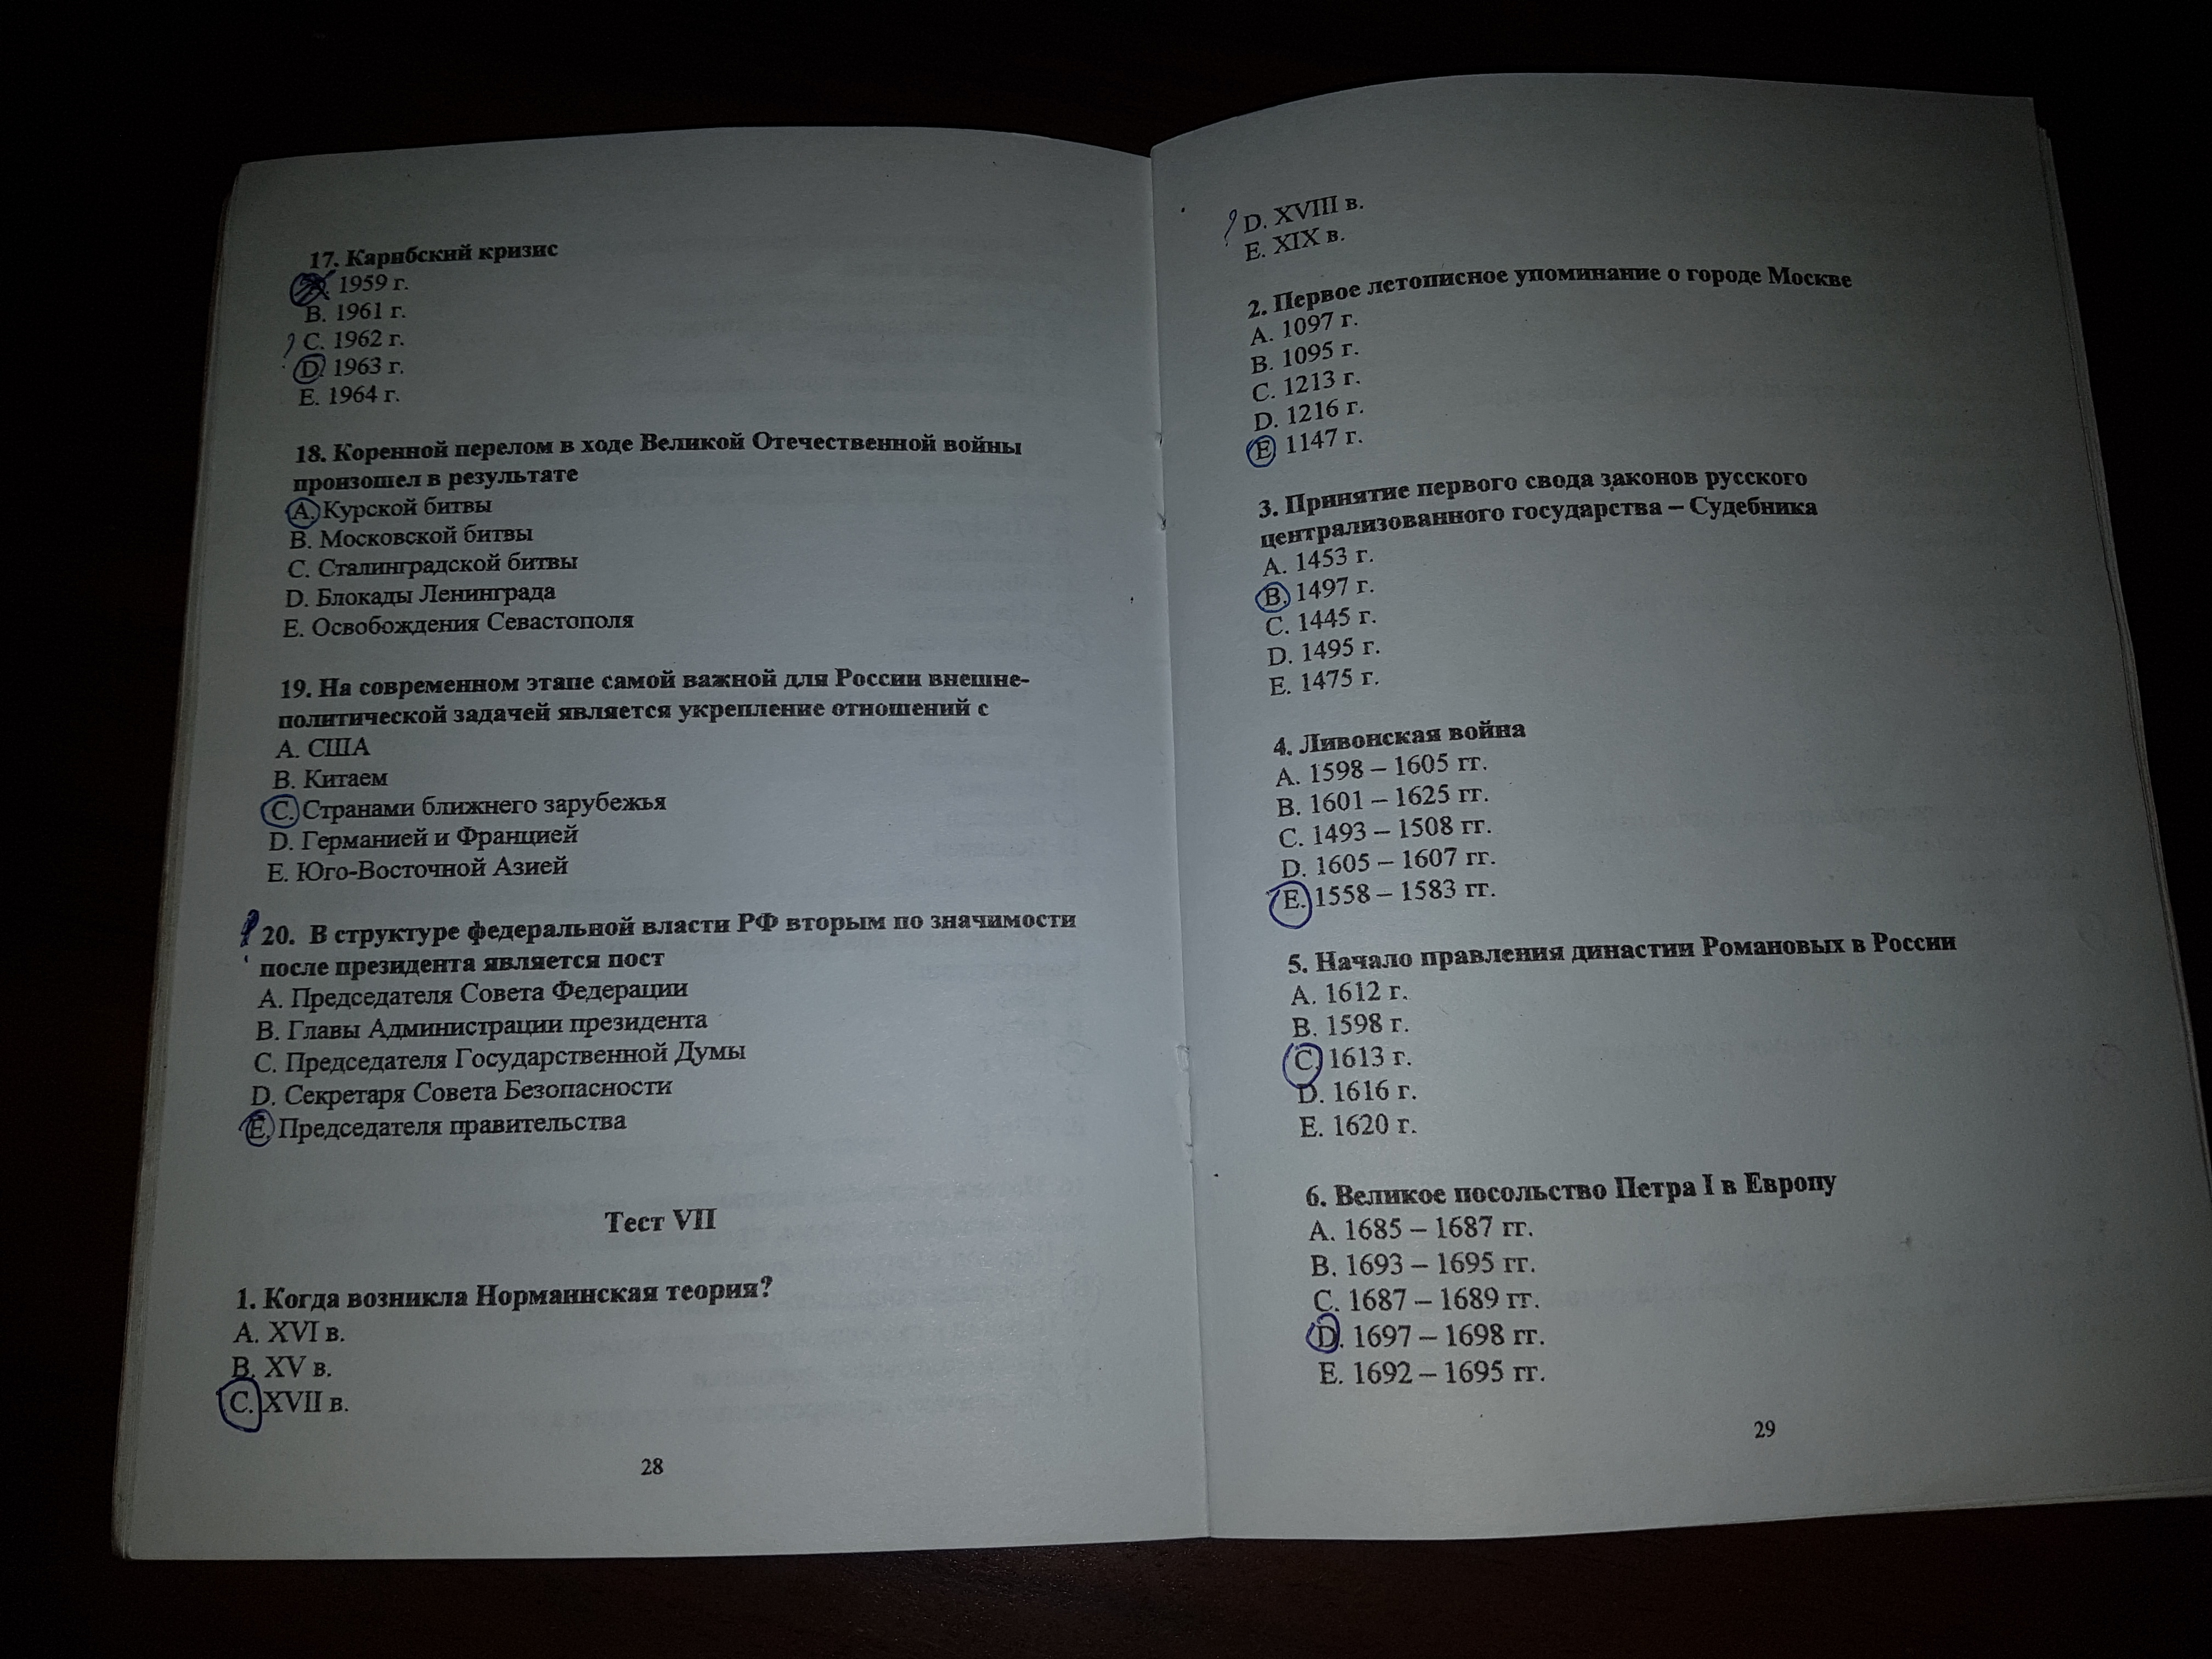 17. Карибский кризис
1959 г.
B. 1961 г.
C. 1962 г.
D. 1963 г.
E. 1964 г.
18. Коренной перелом в ходе Великой Отечественной войны
произошел в результате
A. Курской битвы
B. Московской битвы
C. Сталинградской битвы
D. Блокады Ленинграда
E. Освобождения Севастополя
19. На современном этапе самой важной для России внешне-
политической задачей является укрепление отношений с
A. США
B. Китаем
C. Странами ближнего зарубежья
D. Германией и Францией
E. Юго-Восточной Азией
20. В структуре федеральной власти РФ вторым по значимости
после президента является пост
A. Председателя Совета Федерации
B. Главы Администрации президента
C. Председателя Государственной Думы
D. Секретаря Совета Безопасности
E. Председателя правительства
Тест VII
1. Когда возникла Норманнская теория?
A. XVI в.
B. XV в.
C. XVII в.
28
D. XVIII в.
E. XIX в.
2. Первое летописное упоминание о городе Москве
A. 1097 г.
B. 1095 г.
C. 1213 г.
D. 1216 г.
E 1147 г.
3. Принятие первого свода законов русского
централизованного государства – Судебника
A. 1453 г.
B. 1497 г.
C. 1445 г.
D. 1495 г.
E. 1475 г.
4. Ливонская война
A. 1598 – 1605 гг.
B. 1601 – 1625 гг.
C. 1493 – 1508 гг.
D. 1605 – 1607 гг.
E. 1558 – 1583 гг.
5. Начало правления династии Романовых в России
A. 1612 г.
B. 1598 г.
C. 1613 г.
D. 1616 г.
E. 1620 г.
6. Великое посольство Петра I в Европу
A. 1685 – 1687 гг.
B. 1693 – 1695 гг.
C. 1687 – 1689 гг.
D. 1697 – 1698 гг.
E. 1692 – 1695 гг.
29